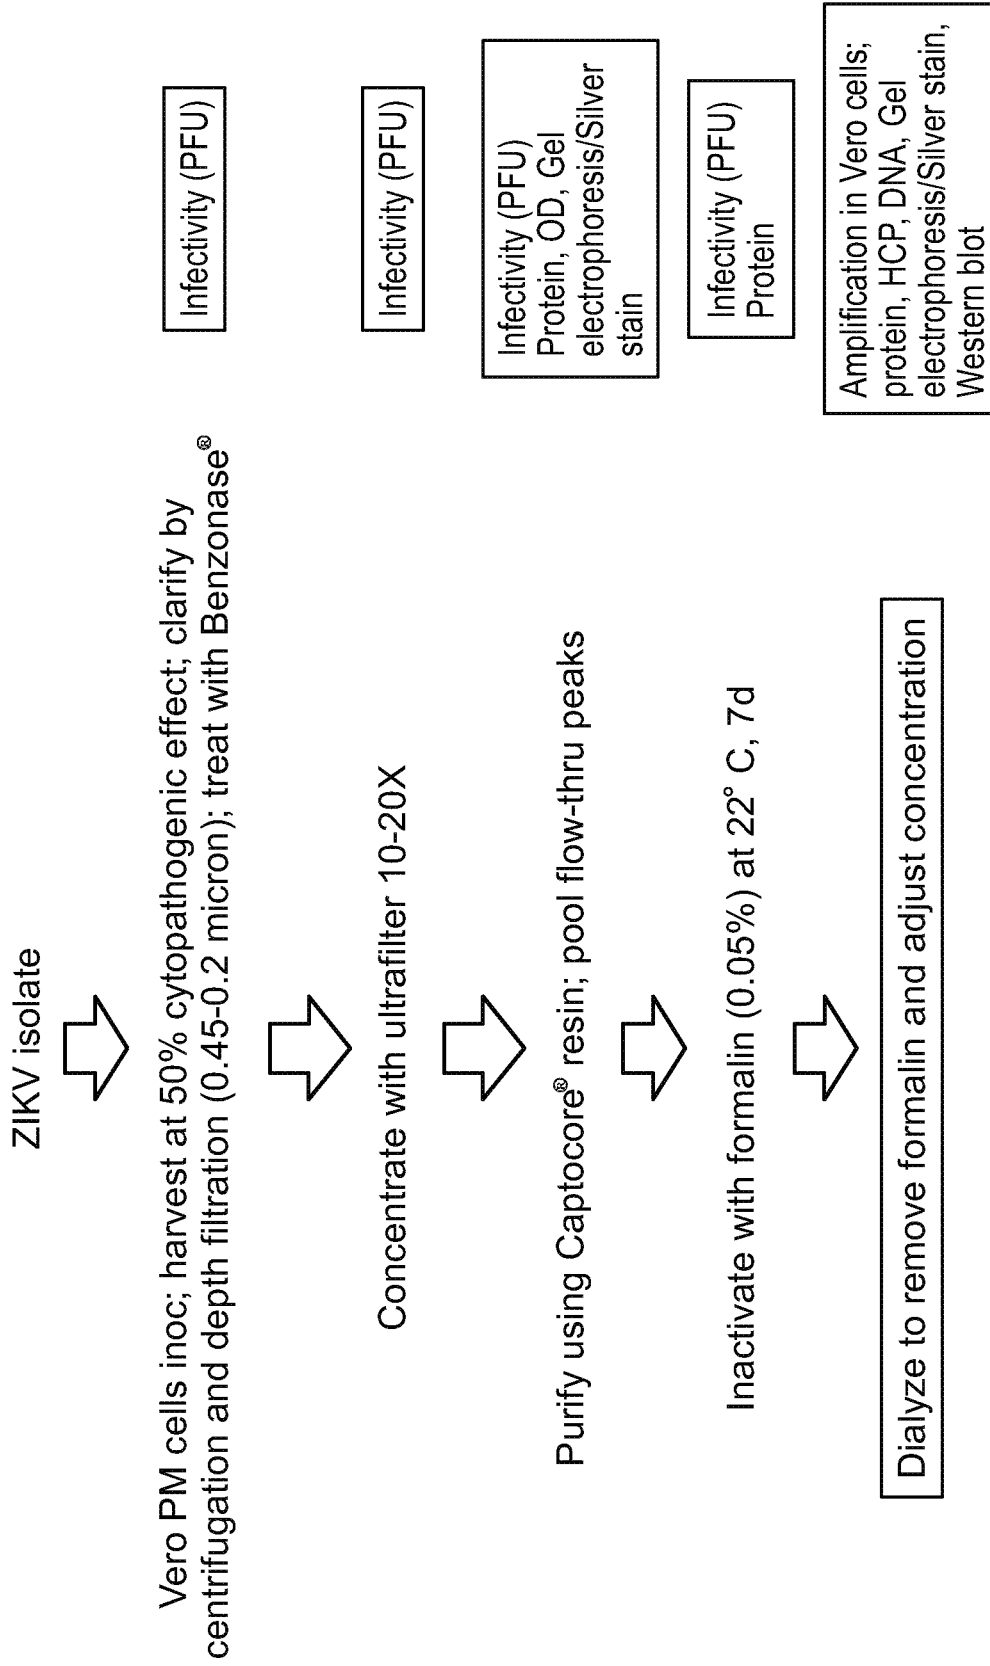 ZIKV isolate
Vero PM cells inoc; harvest at 50% cytopathogenic effect; clarify by
centrifugation and depth filtration (0.45-0.2 micron); treat with Benzonase®
Infectivity (PFU)
Concentrate with ultrafilter 10-20X
Infectivity (PFU)
Purify using Captocore® resin; pool flow-thru peaks
Infectivity (PFU)
Protein, OD, Gel
electrophoresis/Silver
stain
Inactivate with formalin (0.05%) at 22° C, 7d
Infectivity (PFU)
Protein
Dialyze to remove formalin and adjust concentration
Amplification in Vero cells;
protein, HCP, DNA, Gel
electrophoresis/Silver stain,
Western blot